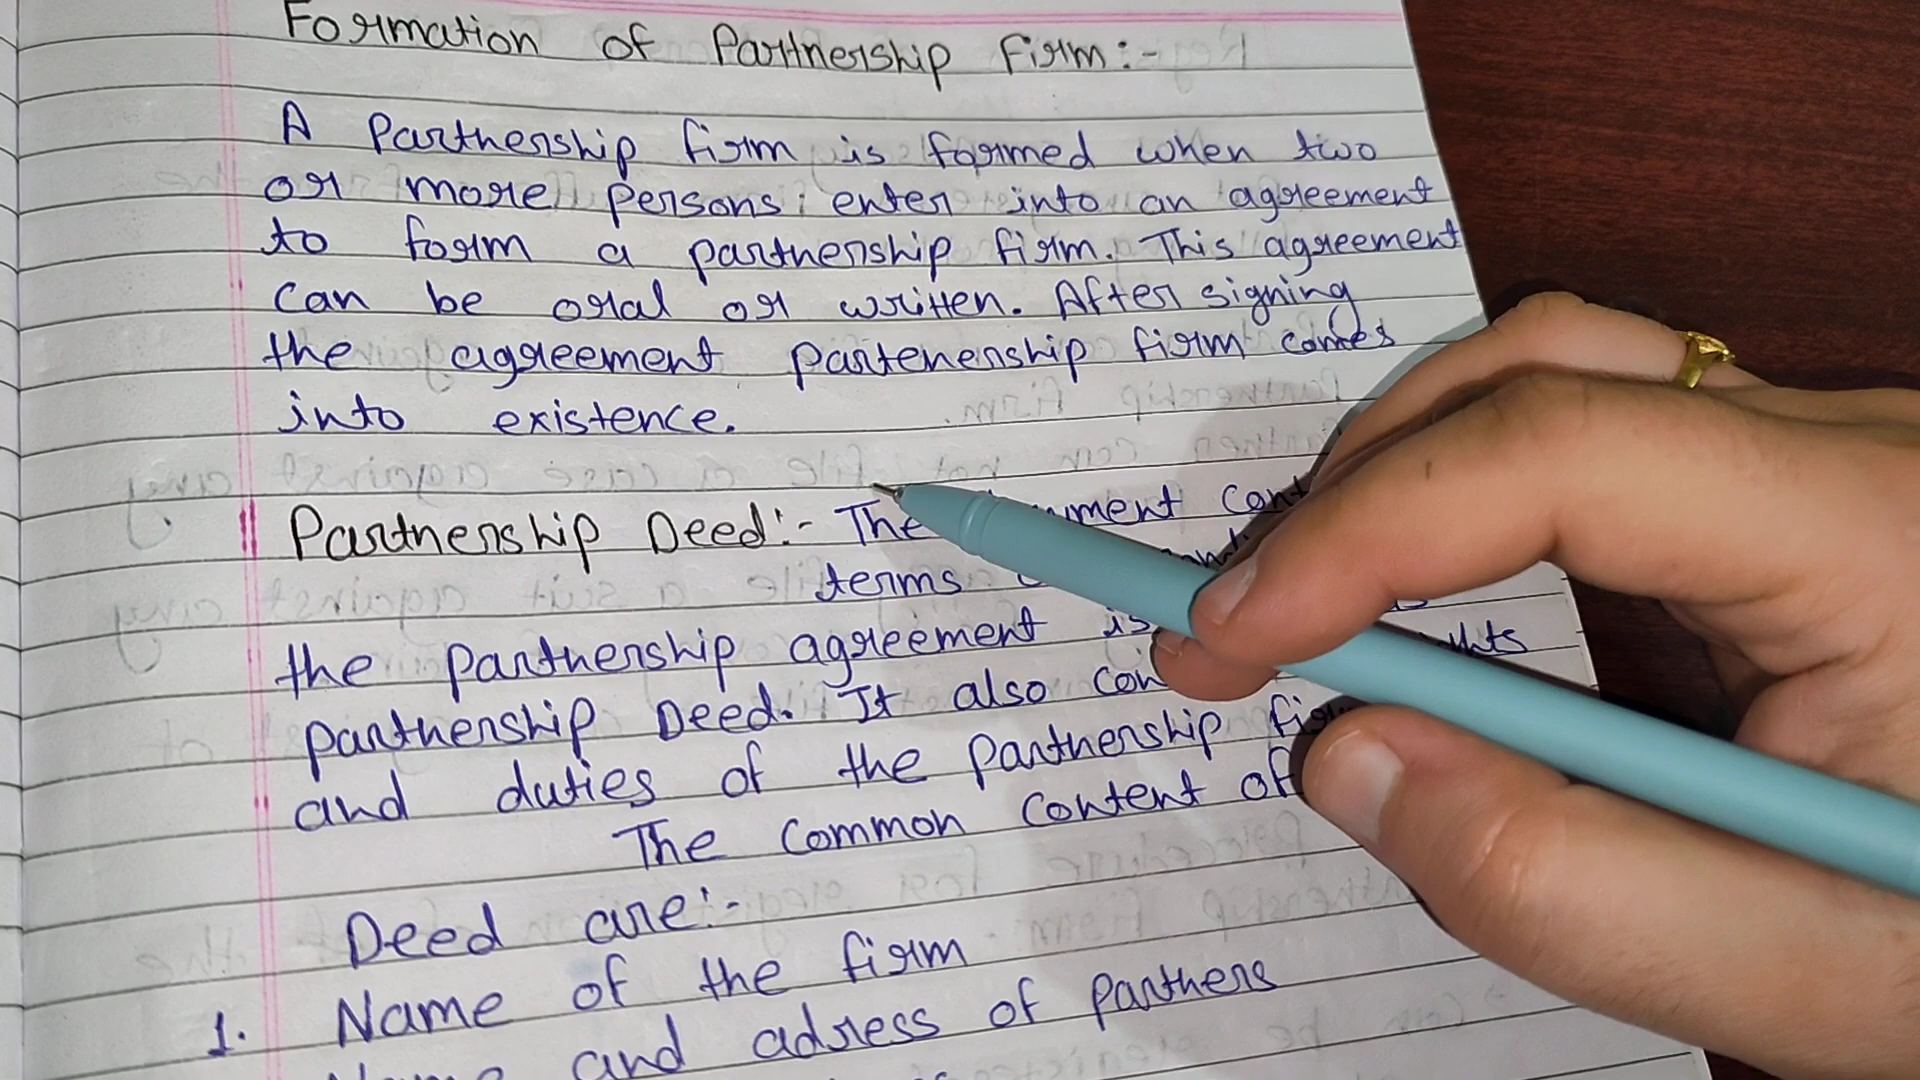 Formation of Partnership Firm:-
A Partnership firm is formed when two
or more persons enter into an agreement
to form a partnership firm. This agreement
can be oral or written. After signing
the agreement partenership firm comes
into existence.
Partnership Deed:- The
terms
the partnership agreement is
partnership Deed. It also
and duties of the partnership
The Common Content of
Deed are:-
1. Name of the firm
and adress of partners